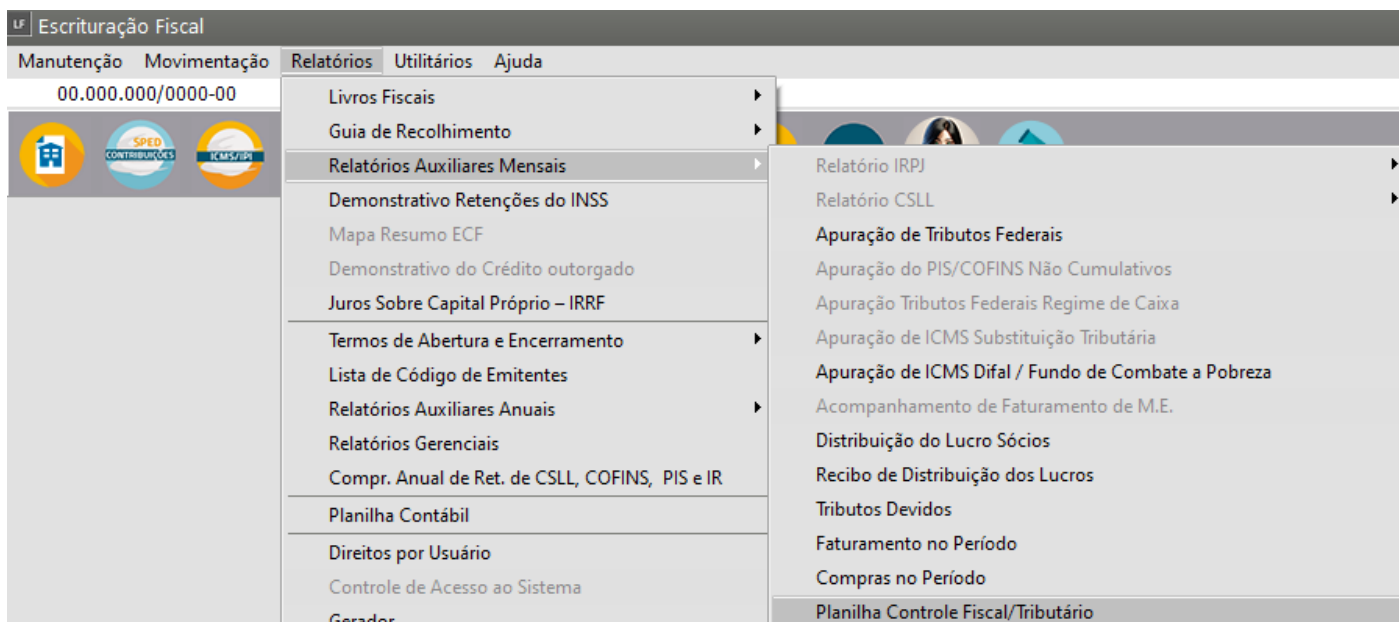 LF Escrituração Fiscal
Manutenção Movimentação Relatórios Utilitários Ajuda
00.000.000/0000-00
SPED
CONTRIBUIÇÕES
ICMS/IPI
Livros Fiscais
Guia de Recolhimento
Relatórios Auxiliares Mensais
Demonstrativo Retenções do INSS
Mapa Resumo ECF
Demonstrativo do Crédito outorgado
Juros Sobre Capital Próprio – IRRF
Termos de Abertura e Encerramento
Lista de Código de Emitentes
Relatórios Auxiliares Anuais
Relatórios Gerenciais
Compr. Anual de Ret. de CSLL, COFINS, PIS e IR
Planilha Contábil
Direitos por Usuário
Controle de Acesso ao Sistema
Gerador
Relatório IRPJ
Relatório CSLL
Apuração de Tributos Federais
Apuração do PIS/COFINS Não Cumulativos
Apuração Tributos Federais Regime de Caixa
Apuração de ICMS Substituição Tributária
Apuração de ICMS Difal / Fundo de Combate a Pobreza
Acompanhamento de Faturamento de M.E.
Distribuição do Lucro Sócios
Recibo de Distribuição dos Lucros
Tributos Devidos
Faturamento no Período
Compras no Período
Planilha Controle Fiscal/Tributário